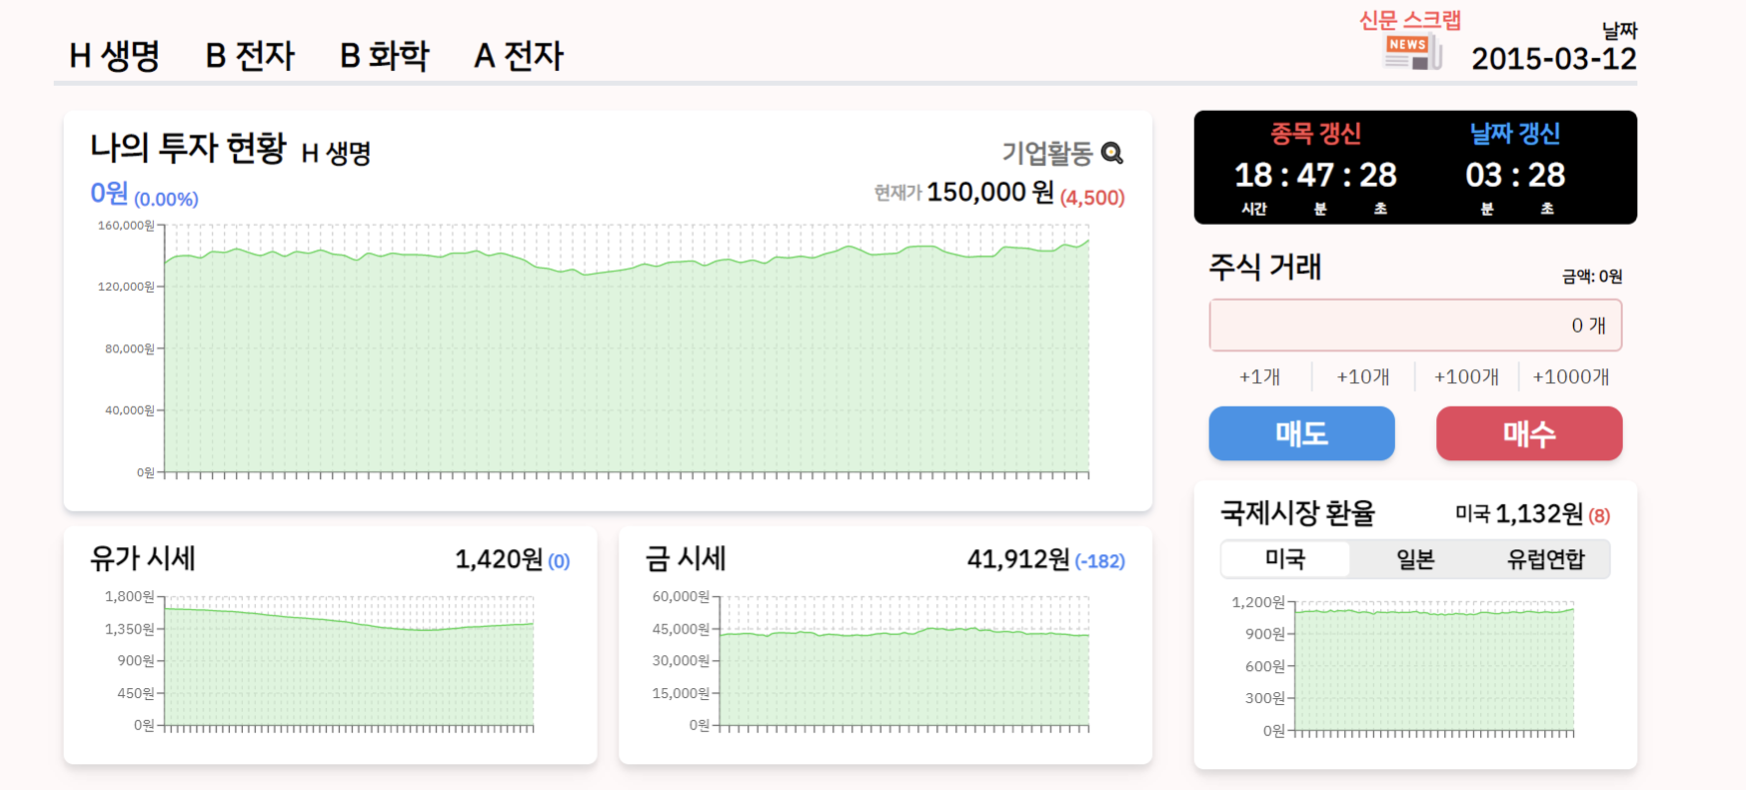 H 생명 B 전자 B 화학 A 전자
신문 스크랩
NEWS
날짜
2015-03-12
나의 투자 현황 H 생명
기업활동
0원 (0.00%)
현재가 150,000 원 (4,500)
160,000원
120,000원
80,000원
40,000원
0원
종목 갱신
18 : 47 : 28
시간 분 초
날짜 갱신
03 : 28
분 초
주식 거래
금액: 0원
0 개
+1개 +10개 +100개 +1000개
매도 매수
유가 시세 1,420원 (0)
1,800원
1,350원
900원
450원
0원
금 시세 41,912원 (-182)
60,000원
45,000원
30,000원
15,000원
0원
국제시장 환율 미국 1,132원 (8)
미국 일본 유럽연합
1,200원
900원
600원
300원
0원